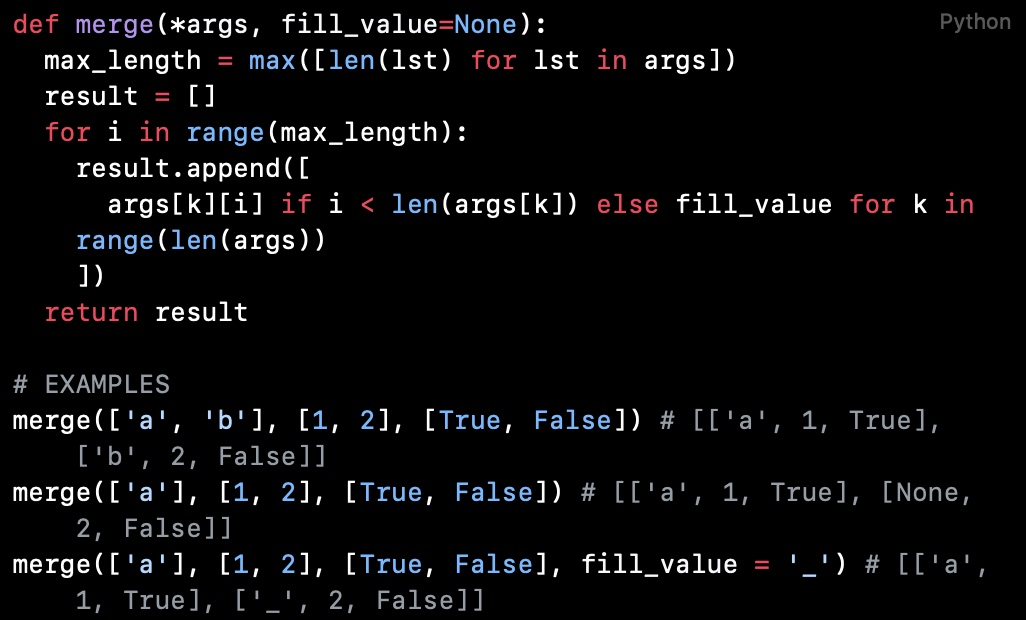 Python
def merge(*args, fill_value=None):
  max_length = max([len(lst) for lst in args])
  result = []
  for i in range(max_length):
    result.append([
      args[k][i] if i < len(args[k]) else fill_value for k in
    range(len(args))
    ])
  return result

# EXAMPLES
merge(['a', 'b'], [1, 2], [True, False]) # [['a', 1, True],
    ['b', 2, False]]
merge(['a'], [1, 2], [True, False]) # [['a', 1, True], [None,
    2, False]]
merge(['a'], [1, 2], [True, False], fill_value = '_') # [['a',
    1, True], ['_', 2, False]]